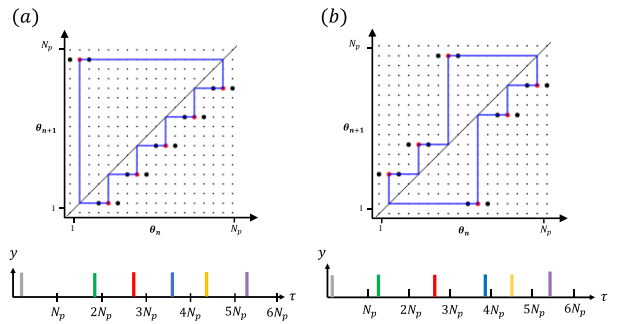 (a)
N_p
θ_{n+1}
1
1
θ_n
N_p
y
τ
N_p 2N_p 3N_p 4N_p 5N_p 6N_p
(b)
N_p
θ_{n+1}
1
1
θ_n
N_p
y
τ
N_p 2N_p 3N_p 4N_p 5N_p 6N_p